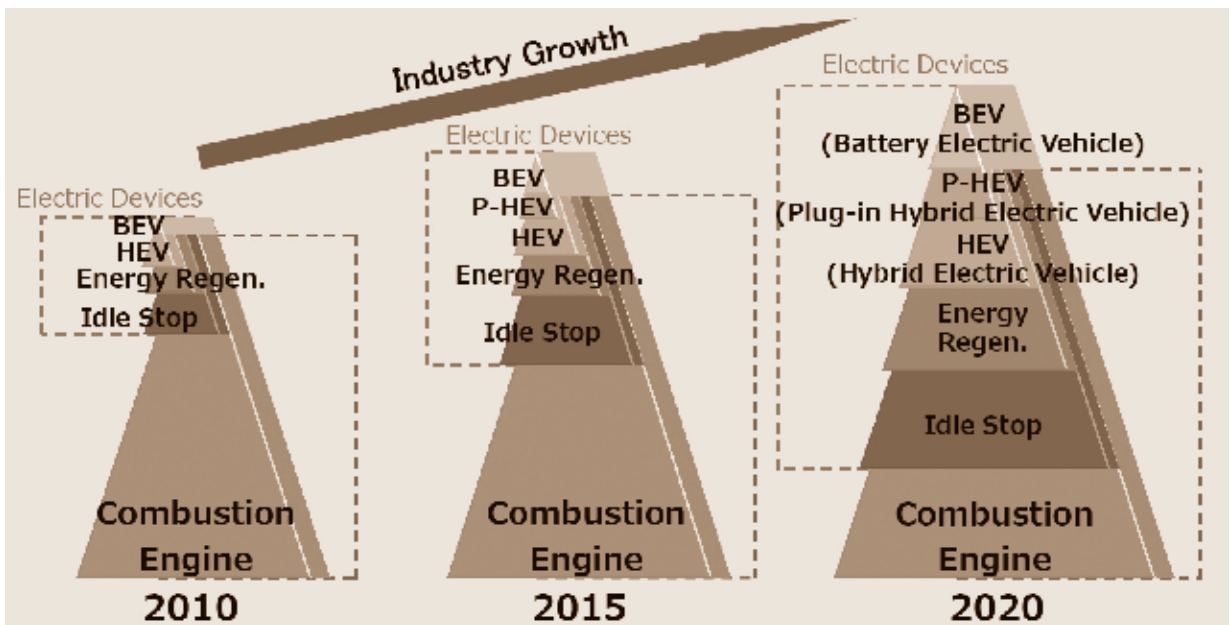 Industry Growth
Electric Devices
BEV
HEV
Energy Regen.
Idle Stop
Combustion
Engine
2010
Electric Devices
BEV
P-HEV
HEV
Energy Regen.
Idle Stop
Combustion
Engine
2015
Electric Devices
BEV
(Battery Electric Vehicle)
P-HEV
(Plug-in Hybrid Electric Vehicle)
HEV
(Hybrid Electric Vehicle)
Energy
Regen.
Idle Stop
Combustion
Engine
2020